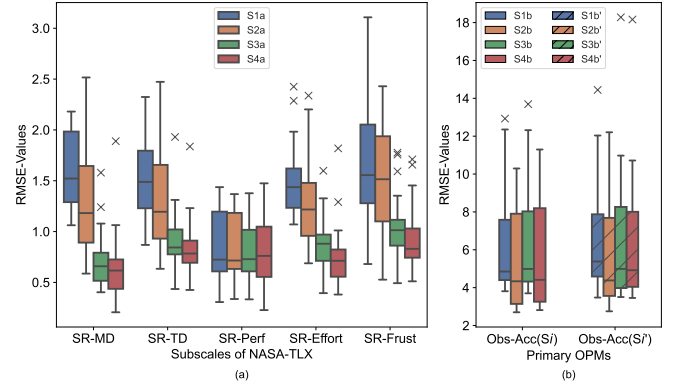 S1a
S2a
S3a
S4a
3.0
2.5
2.0
1.5
1.0
0.5
RMSE-Values
SR-MD SR-TD SR-Perf SR-Effort SR-Frust
Subscales of NASA-TLX
(a)
S1b S1b'
S2b S2b'
S3b S3b'
S4b S4b'
18
16
14
12
10
8
6
4
2
RMSE-Values
Obs-Acc(Si) Obs-Acc(Si')
Primary OPMs
(b)